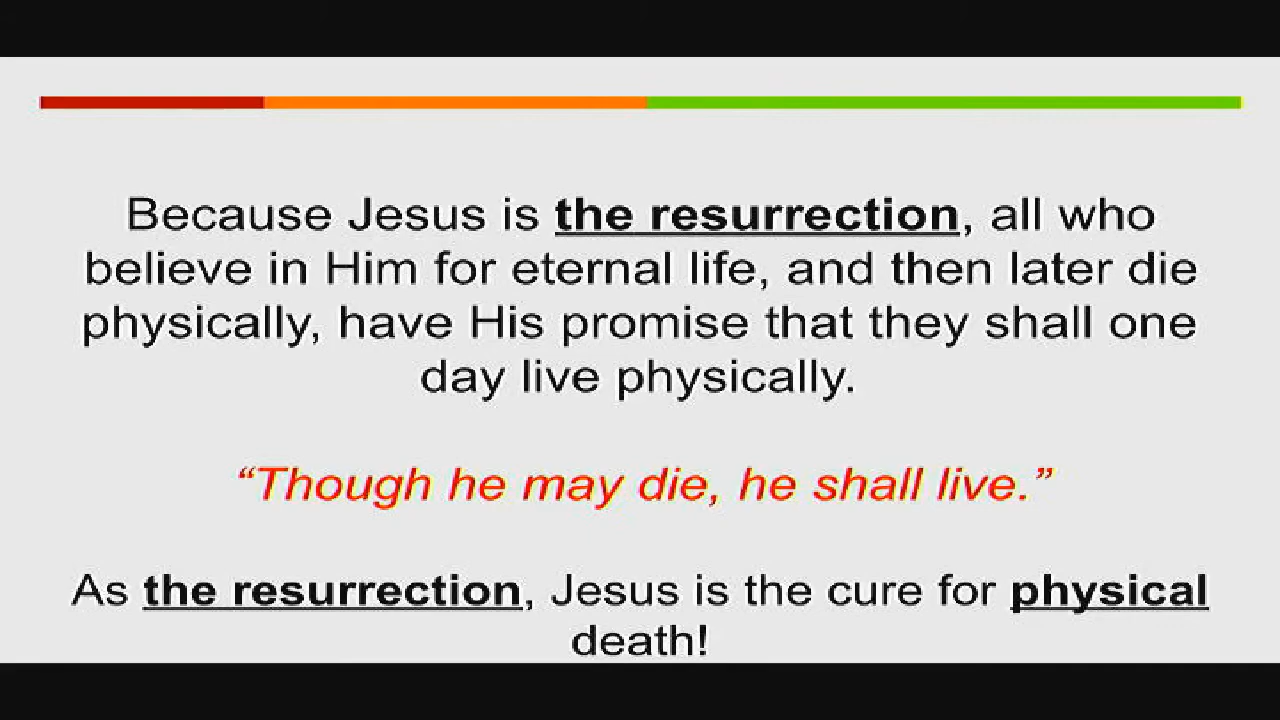 Because Jesus is the resurrection, all who
believe in Him for eternal life, and then later die
physically, have His promise that they shall one
day live physically.
“Though he may die, he shall live.”
As the resurrection, Jesus is the cure for physical
death!